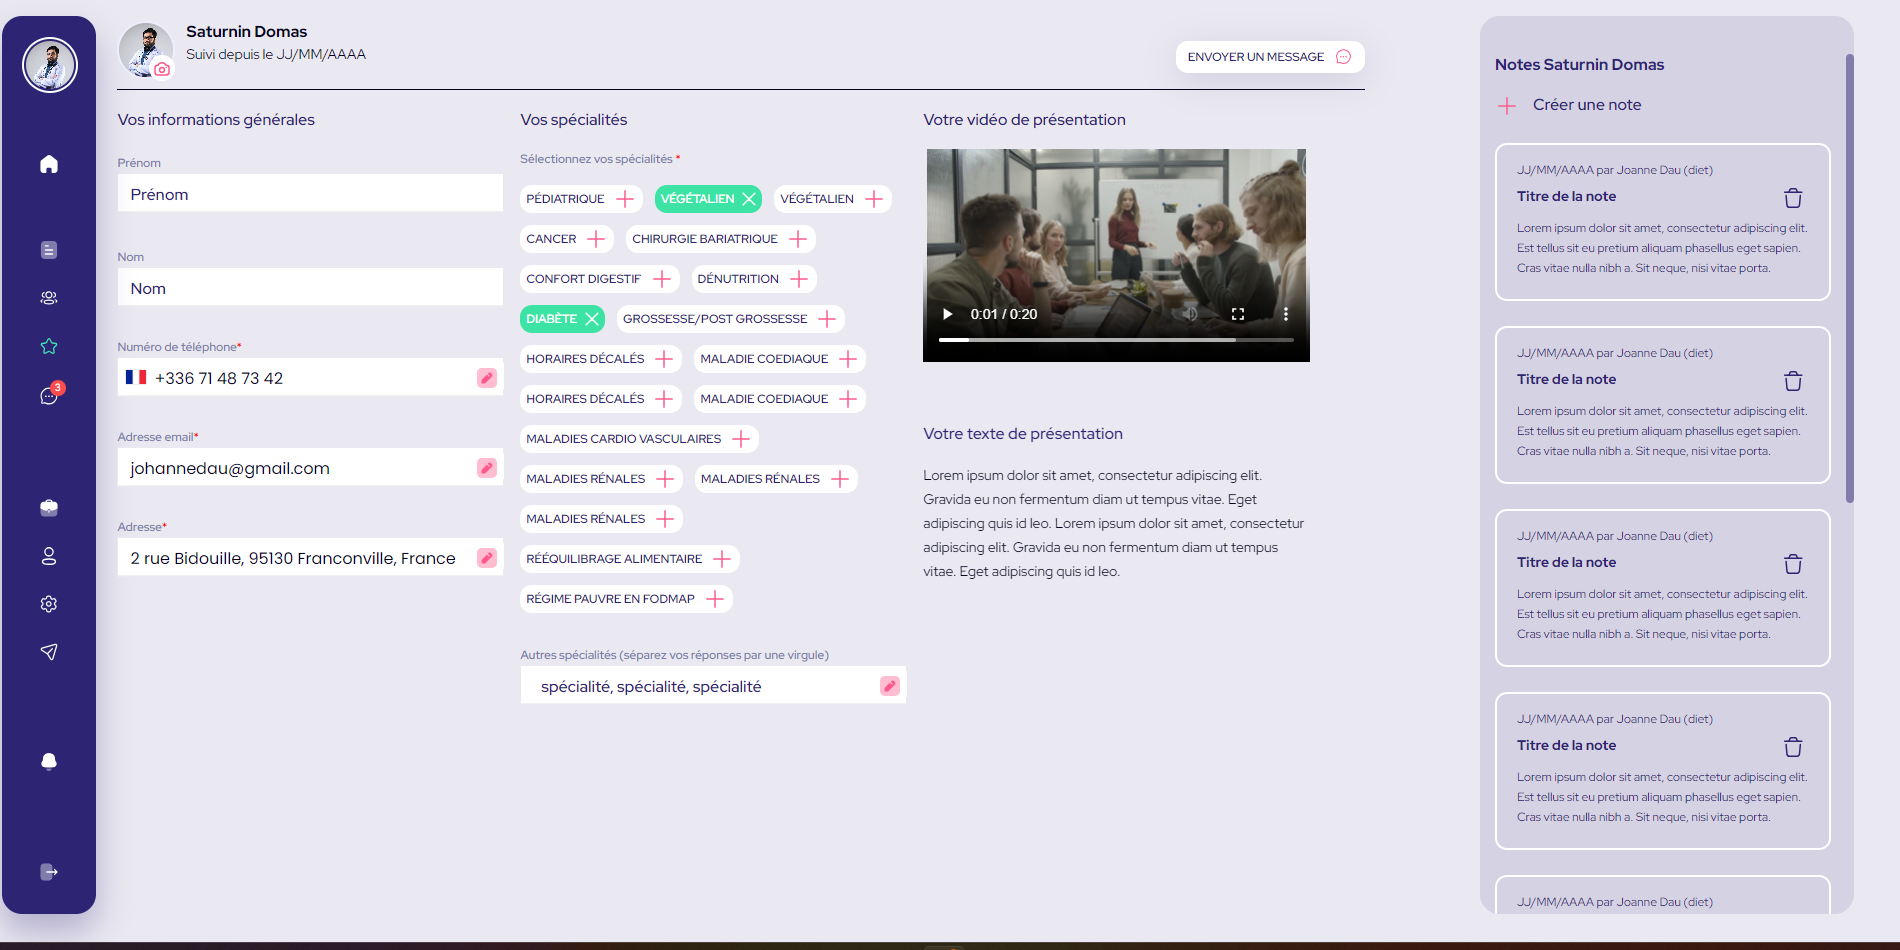 Saturnin Domas
Suivi depuis le JJ/MM/AAAA
ENVOYER UN MESSAGE
3
Vos informations générales
Prénom
Prénom
Nom
Nom
Numéro de téléphone*
+336 71 48 73 42
Adresse email*
johannedau@gmail.com
Adresse*
2 rue Bidouille, 95130 Franconville, France
Vos spécialités
Sélectionnez vos spécialités *
PÉDIATRIQUE VÉGÉTALIEN VÉGÉTALIEN
CANCER CHIRURGIE BARIATRIQUE
CONFORT DIGESTIF DÉNUTRITION
DIABÈTE GROSSESSE/POST GROSSESSE
HORAIRES DÉCALÉS MALADIE COEDIAQUE
HORAIRES DÉCALÉS MALADIE COEDIAQUE
MALADIES CARDIO VASCULAIRES
MALADIES RÉNALES MALADIES RÉNALES
MALADIES RÉNALES
RÉÉQUILIBRAGE ALIMENTAIRE
RÉGIME PAUVRE EN FODMAP
Autres spécialités (séparez vos réponses par une virgule)
spécialité, spécialité, spécialité
Votre vidéo de présentation
0:01 / 0:20
Votre texte de présentation
Lorem ipsum dolor sit amet, consectetur adipiscing elit.
Gravida eu non fermentum diam ut tempus vitae. Eget
adipiscing quis id leo. Lorem ipsum dolor sit amet, consectetur
adipiscing elit. Gravida eu non fermentum diam ut tempus
vitae. Eget adipiscing quis id leo.
Notes Saturnin Domas
Créer une note
JJ/MM/AAAA par Joanne Dau (diet)
Titre de la note
Lorem ipsum dolor sit amet, consectetur adipiscing elit.
Est tellus sit eu pretium aliquam phasellus eget sapien.
Cras vitae nulla nibh a. Sit neque, nisi vitae porta.
JJ/MM/AAAA par Joanne Dau (diet)
Titre de la note
Lorem ipsum dolor sit amet, consectetur adipiscing elit.
Est tellus sit eu pretium aliquam phasellus eget sapien.
Cras vitae nulla nibh a. Sit neque, nisi vitae porta.
JJ/MM/AAAA par Joanne Dau (diet)
Titre de la note
Lorem ipsum dolor sit amet, consectetur adipiscing elit.
Est tellus sit eu pretium aliquam phasellus eget sapien.
Cras vitae nulla nibh a. Sit neque, nisi vitae porta.
JJ/MM/AAAA par Joanne Dau (diet)
Titre de la note
Lorem ipsum dolor sit amet, consectetur adipiscing elit.
Est tellus sit eu pretium aliquam phasellus eget sapien.
Cras vitae nulla nibh a. Sit neque, nisi vitae porta.
JJ/MM/AAAA par Joanne Dau (diet)